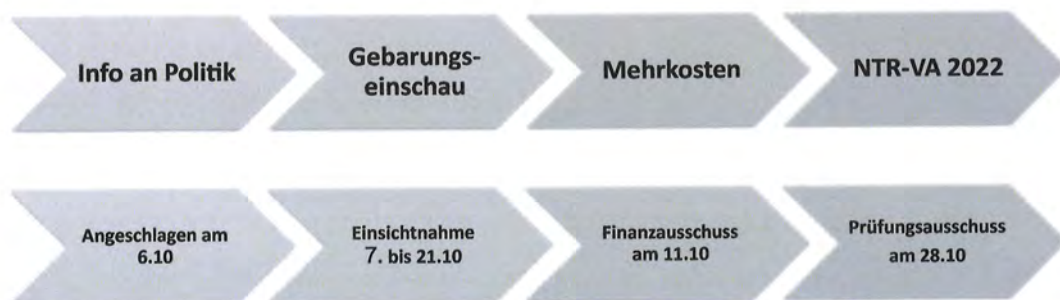 Info an Politik
Gebarungs-
einschau
Mehrkosten
NTR-VA 2022
Angeschlagen am
6.10
Einsichtnahme
7. bis 21.10
Finanzausschuss
am 11.10
Prüfungsausschuss
am 28.10